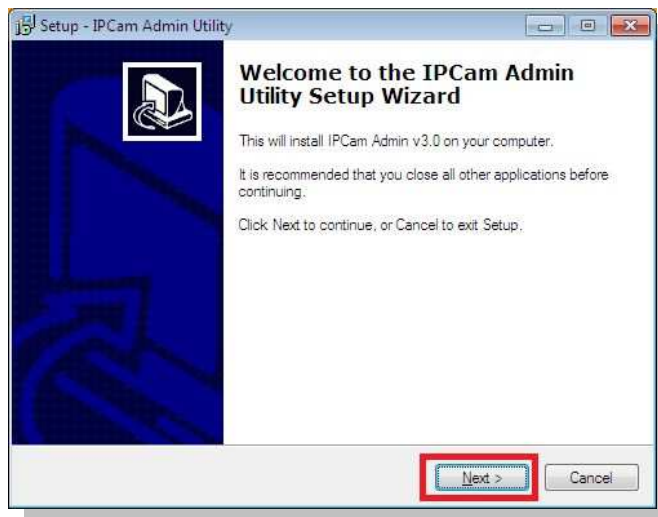 Setup - IPCam Admin Utility
Welcome to the IPCam Admin
Utility Setup Wizard
This will install IPCam Admin v3.0 on your computer.
It is recommended that you close all other applications before
continuing.
Click Next to continue, or Cancel to exit Setup.
Next >
Cancel